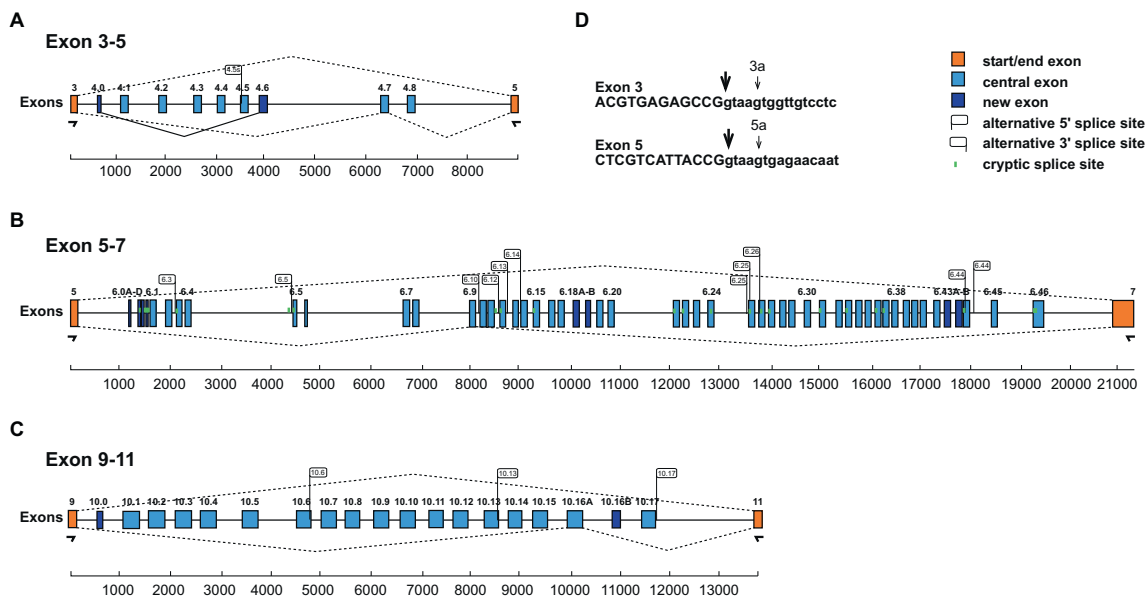 A
Exon 3-5
4.5a
3 4.0 4.1 4.2 4.3 4.4 4.5 4.6 4.7 4.8 5
Exons
1000 2000 3000 4000 5000 6000 7000 8000
D
3a
Exon 3
ACGTGAGAGCCGgtaagtggttgtcctc
5a
Exon 5
CTCGTCATTACCGgtaagtgagaacaat
start/end exon
central exon
new exon
alternative 5' splice site
alternative 3' splice site
cryptic splice site
B
Exon 5-7
6.26
6.14
6.13 6.25 6.44
6.3 6.5 6.10 6.12 6.25 6.44
5 6.0A-D 6.1 6.4 6.5 6.7 6.9 6.15 6.18A-B 6.20 6.24 6.30 6.38 6.43A-B 6.45 6.46 7
Exons
1000 2000 3000 4000 5000 6000 7000 8000 9000 10000 11000 12000 13000 14000 15000 16000 17000 18000 19000 20000 21000
C
Exon 9-11
10.6 10.13 10.17
9 10.0 10.1 10.2 10.3 10.4 10.5 10.6 10.7 10.8 10.9 10.10 10.11 10.12 10.13 10.14 10.15 10.16A 10.16B 10.17 11
Exons
1000 2000 3000 4000 5000 6000 7000 8000 9000 10000 11000 12000 13000